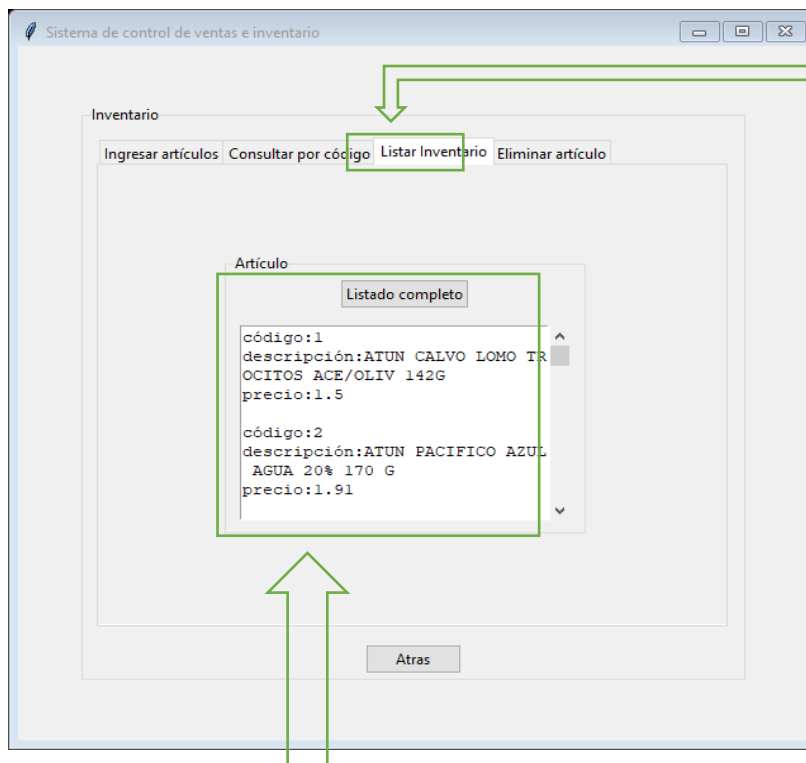 Sistema de control de ventas e inventario
Inventario
Ingresar artículos Consultar por código Listar Inventario Eliminar artículo
Artículo
Listado completo
código:1
descripción:ATUN CALVO LOMO TR
OCITOS ACE/OLIV 142G
precio:1.5
código:2
descripción:ATUN PACIFICO AZUL
AGUA 20% 170 G
precio:1.91
Atras